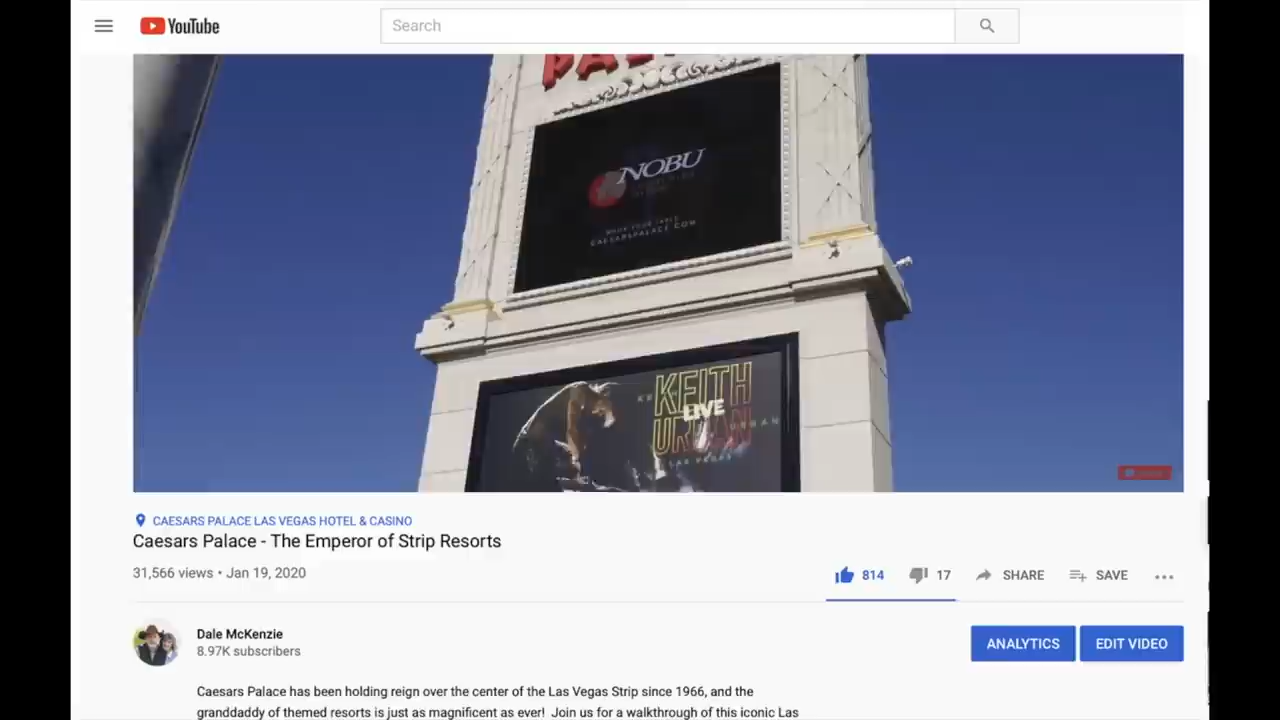 YouTube
Search
PALACE
NOBU
CAESARSPALACE.COM
KEITH
LIVE
URBAN
LAS VEGAS
CAESARS PALACE LAS VEGAS HOTEL & CASINO
Caesars Palace - The Emperor of Strip Resorts
31,566 views • Jan 19, 2020
814 17 SHARE SAVE
Dale McKenzie
8.97K subscribers
ANALYTICS EDIT VIDEO
Caesars Palace has been holding reign over the center of the Las Vegas Strip since 1966, and the
granddaddy of themed resorts is just as magnificent as ever! Join us for a walkthrough of this iconic Las